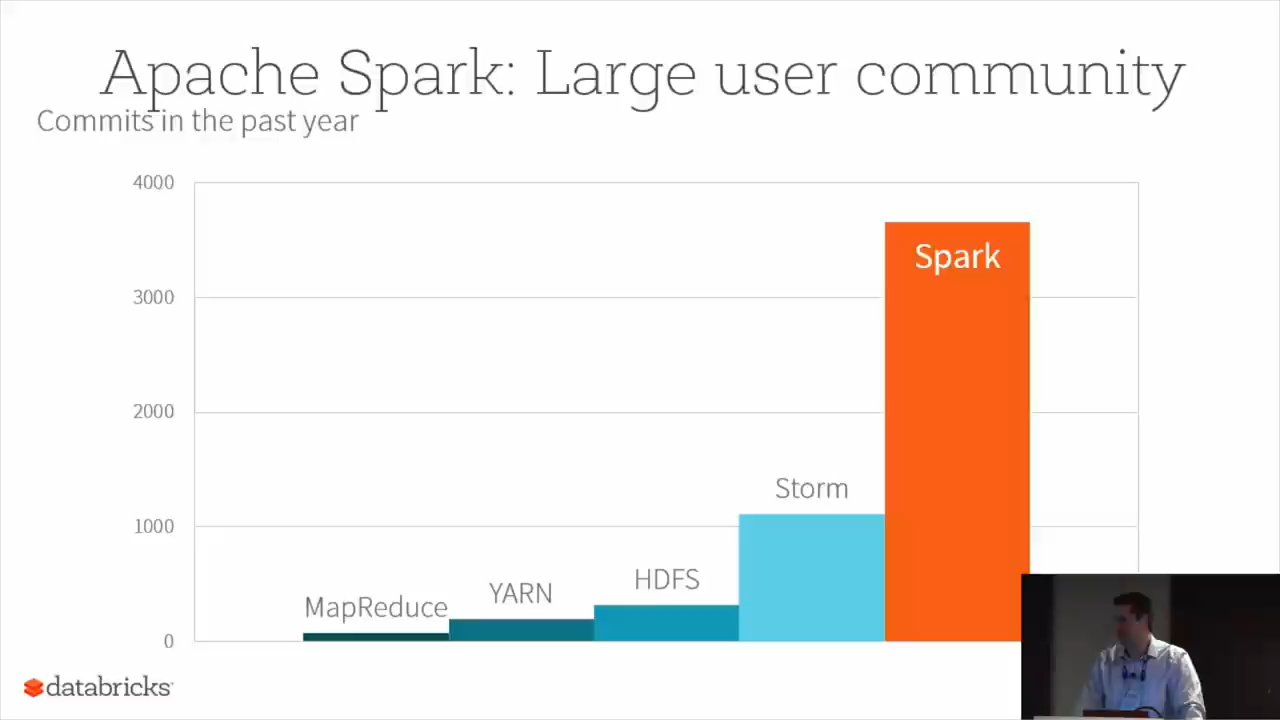 Apache Spark: Large user community
Commits in the past year
4000
3000
2000
1000
0
MapReduce
YARN
HDFS
Storm
Spark
databricks